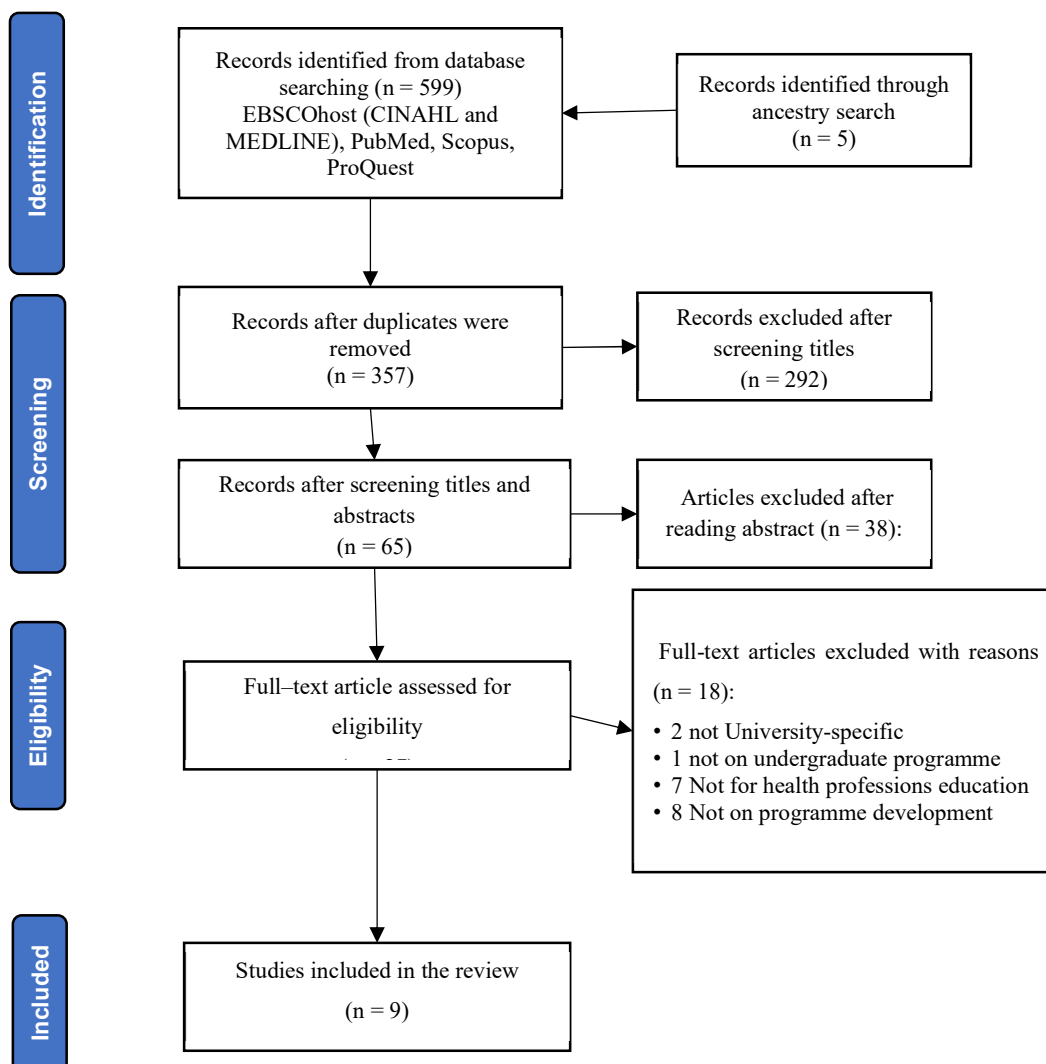 Identification
Records identified from database
searching (n = 599)
EBSCOhost (CINAHL and
MEDLINE), PubMed, Scopus,
ProQuest
Records identified through
ancestry search
(n = 5)
Screening
Records after duplicates were
removed
(n = 357)
Records excluded after
screening titles
(n = 292)
Records after screening titles and
abstracts
(n = 65)
Articles excluded after
reading abstract (n = 38):
Eligibility
Full–text article assessed for
eligibility
Full-text articles excluded with reasons
(n = 18):
• 2 not University-specific
• 1 not on undergraduate programme
• 7 Not for health professions education
• 8 Not on programme development
Included
Studies included in the review
(n = 9)